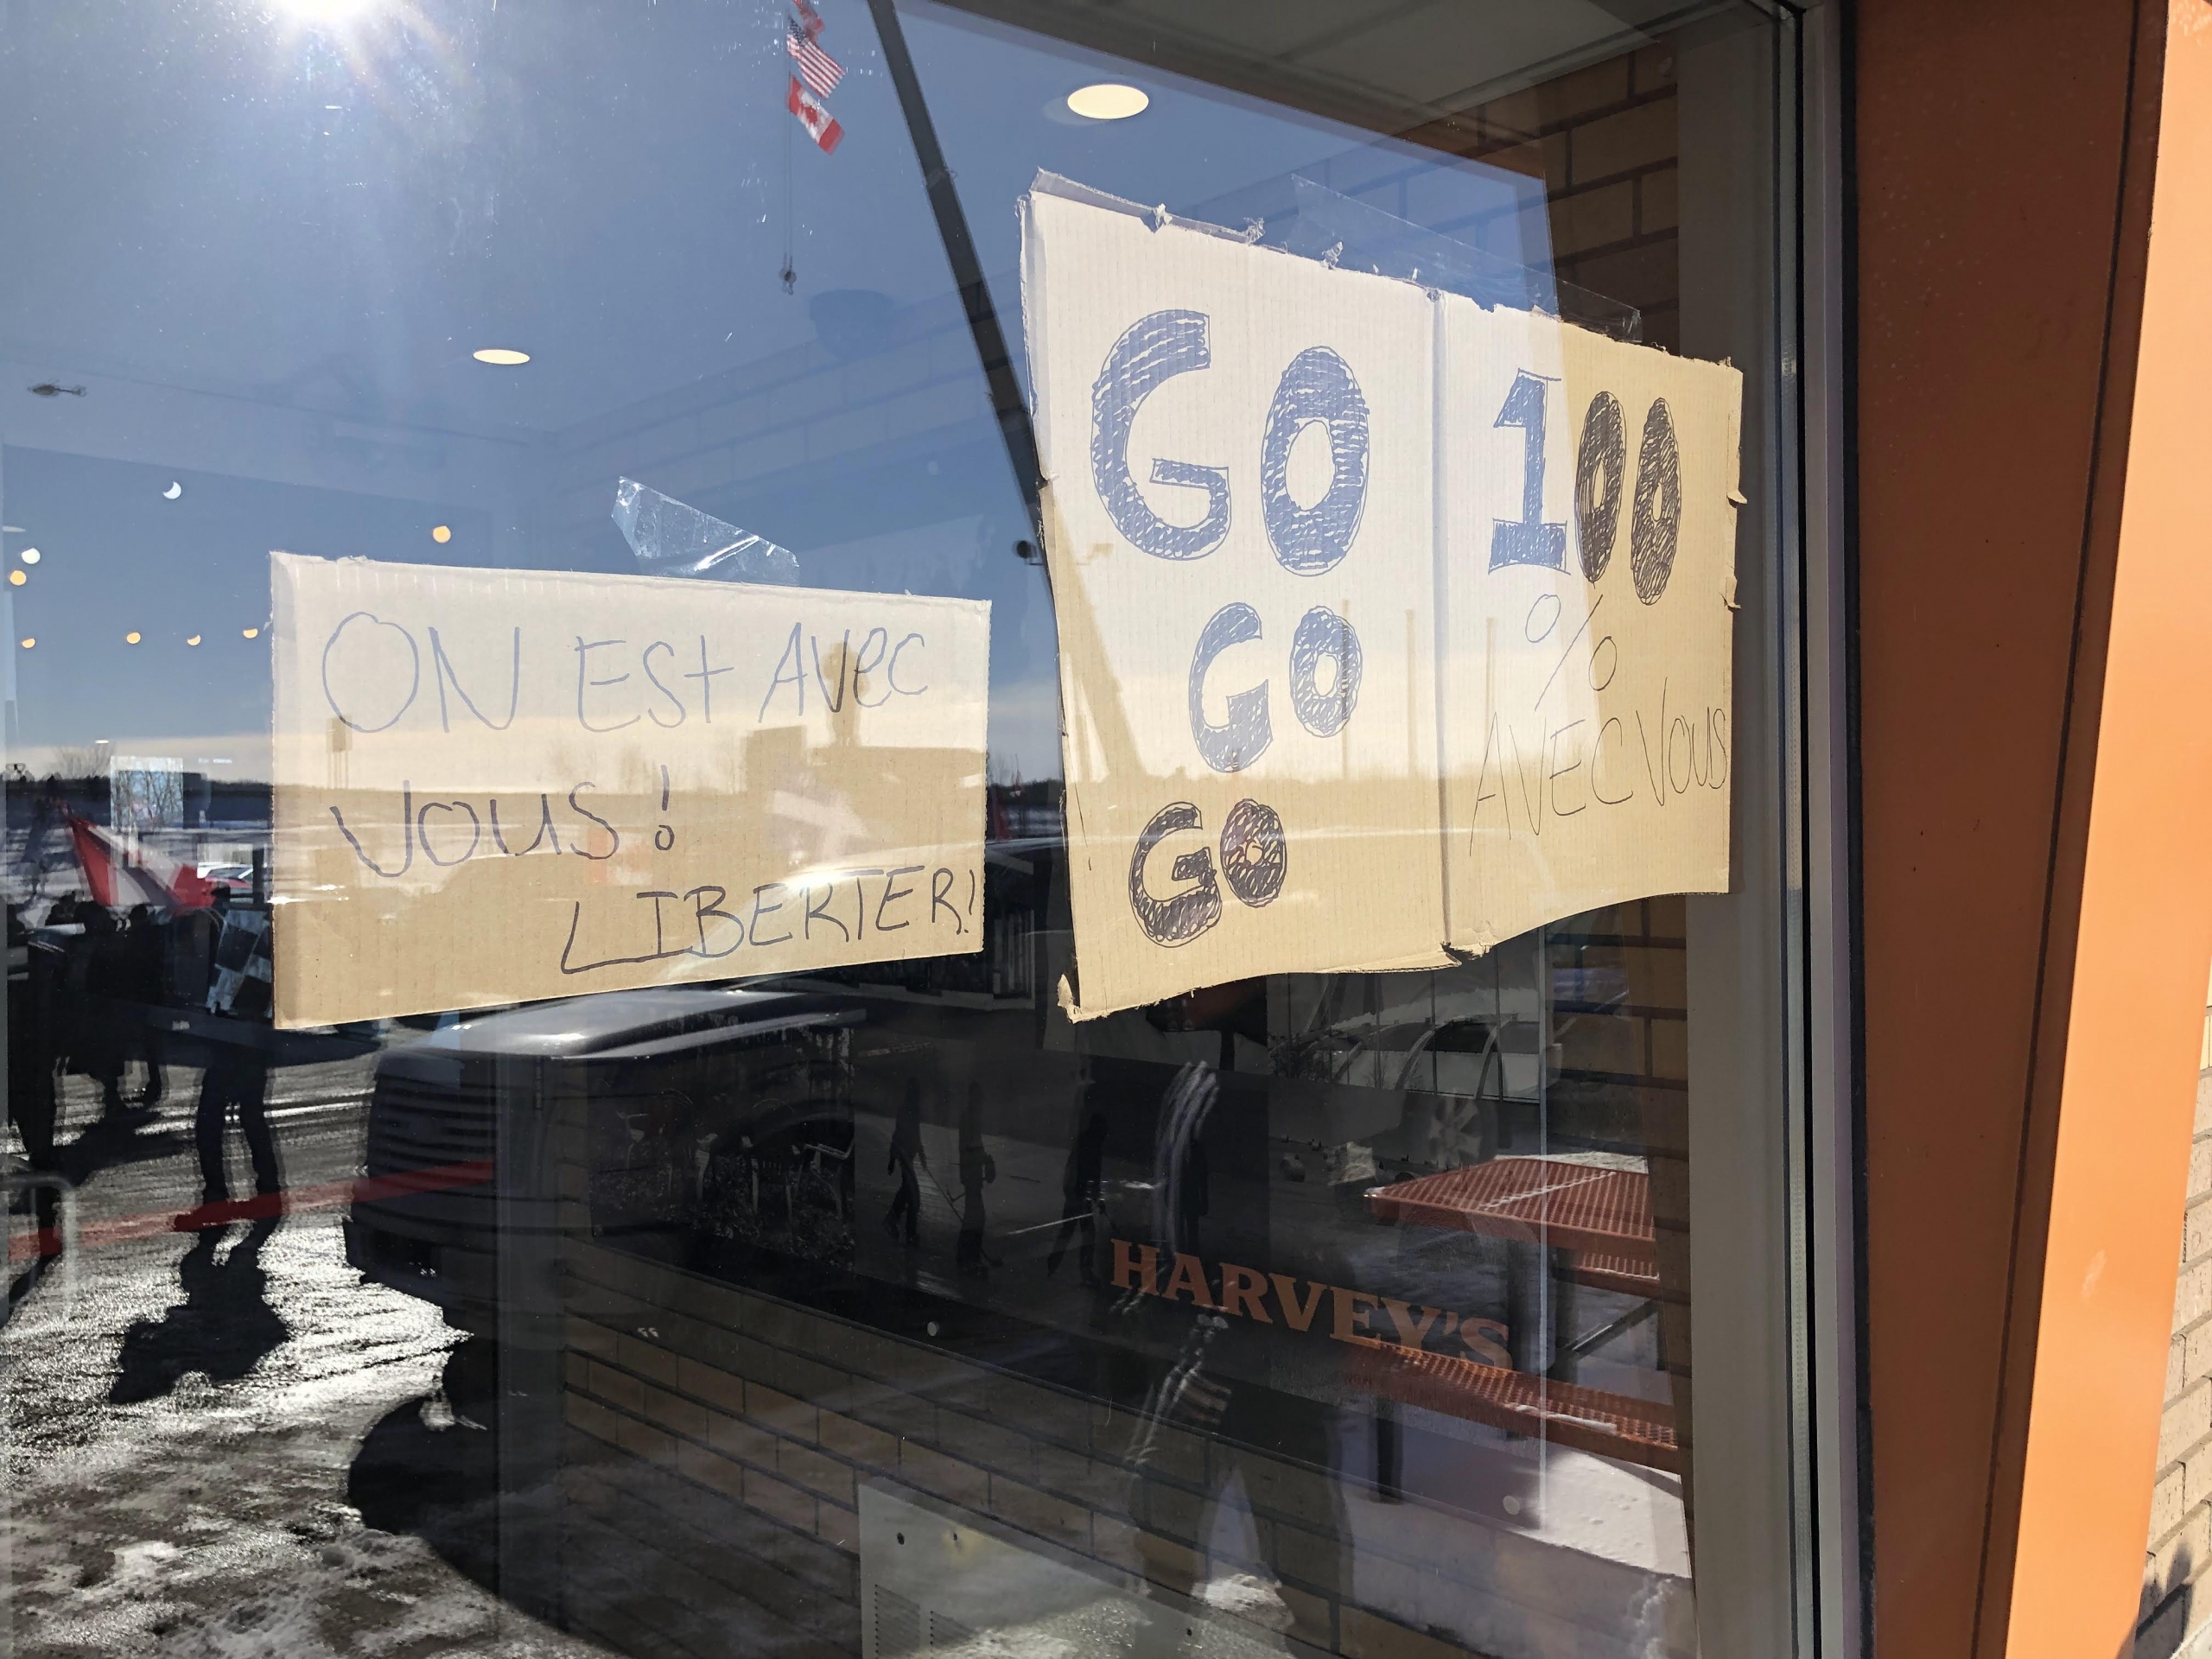 ON ESt AVec
VOUS!
LIBERTER!
GO
GO
GO
100
%
AVEC VOUS
HARVEY'S